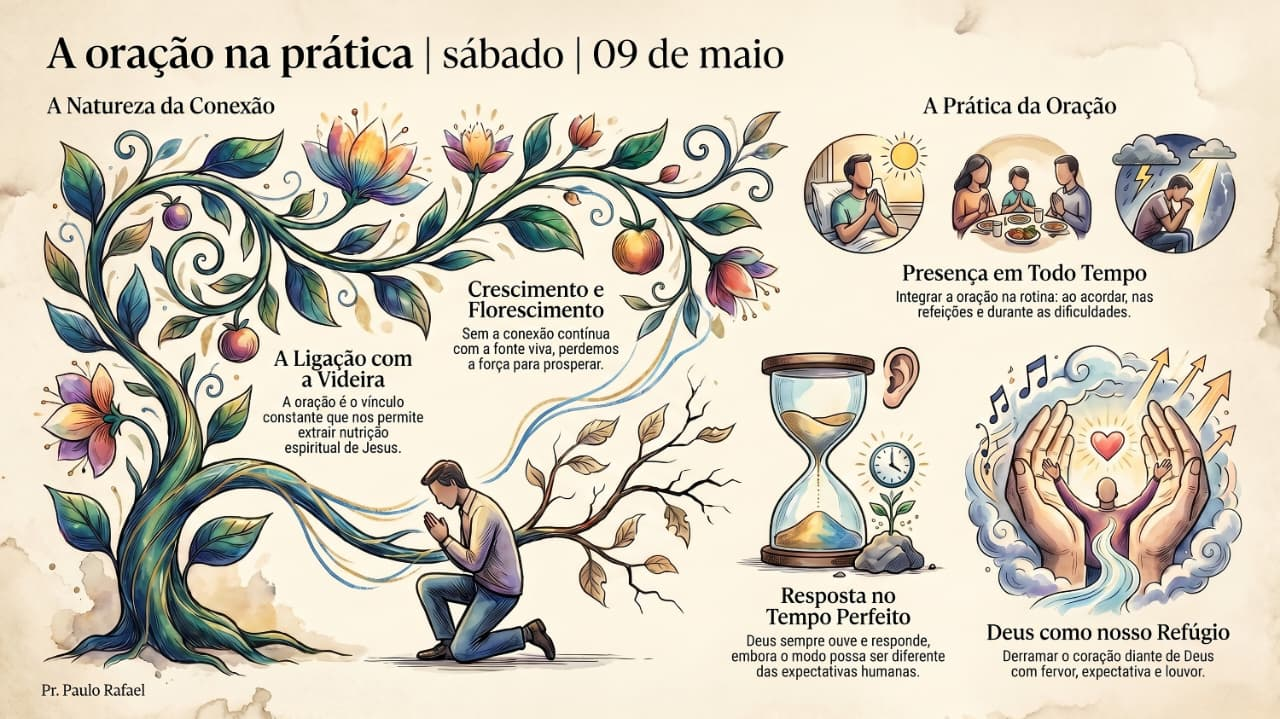 A oração na prática | sábado | 09 de maio
A Natureza da Conexão
Crescimento e
Florescimento
Sem a conexão contínua
com a fonte viva, perdemos
a força para prosperar.
A Ligação com
a Videira
A oração é o vínculo
constante que nos permite
extrair nutrição
espiritual de Jesus.
A Prática da Oração
Presença em Todo Tempo
Integrar a oração na rotina: ao acordar, nas
refeições e durante as dificuldades.
Resposta no
Tempo Perfeito
Deus sempre ouve e responde,
embora o modo possa ser diferente
das expectativas humanas.
Deus como nosso Refúgio
Derramar o coração diante de Deus
com fervor, expectativa e louvor.
Pr. Paulo Rafael